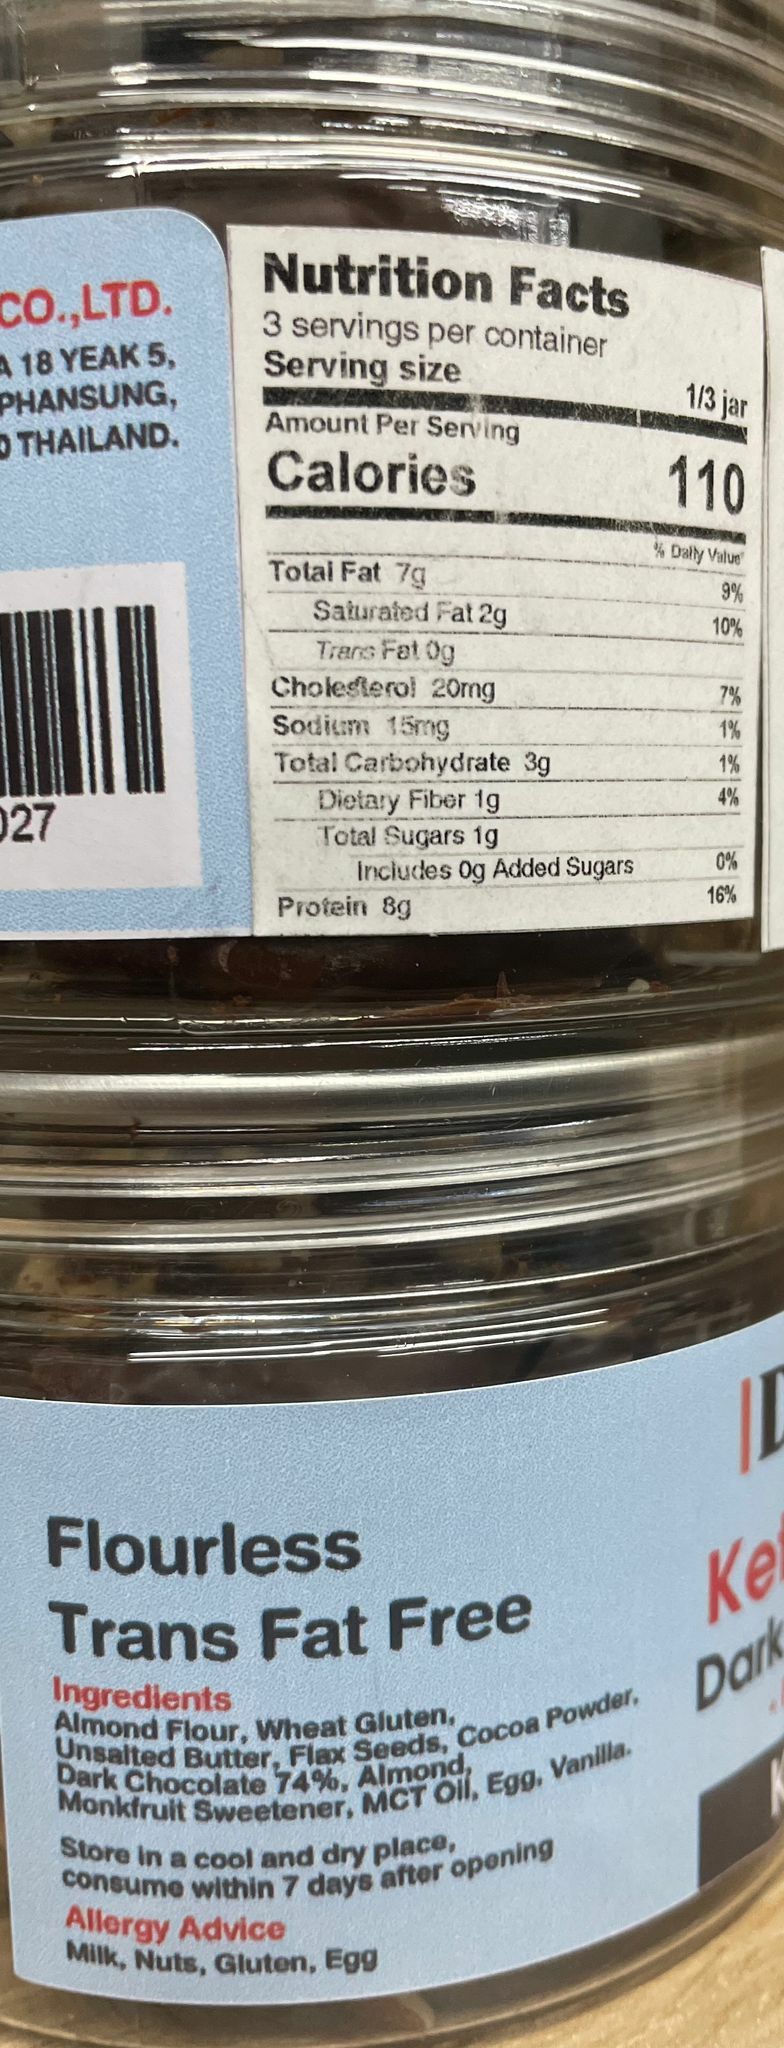 CO.,LTD.
A 18 YEAK 5,
PHANSUNG,
THAILAND.
027
Nutrition Facts
3 servings per container
Serving size 1/3 jar
Amount Per Serving
Calories 110
% Daily Value*
Total Fat 7g 9%
Saturated Fat 2g 10%
Trans Fat 0g
Cholesterol 20mg 7%
Sodium 15mg 1%
Total Carbohydrate 3g 1%
Dietary Fiber 1g 4%
Total Sugars 1g
Includes 0g Added Sugars 0%
Protein 8g 16%
Flourless
Trans Fat Free
Ingredients
Almond Flour, Wheat Gluten,
Unsalted Butter, Flax Seeds, Cocoa Powder,
Dark Chocolate 74%, Almond,
Monkfruit Sweetener, MCT Oil, Egg, Vanilla.
Store in a cool and dry place,
consume within 7 days after opening
Allergy Advice
Milk, Nuts, Gluten, Egg
Ket
Dark